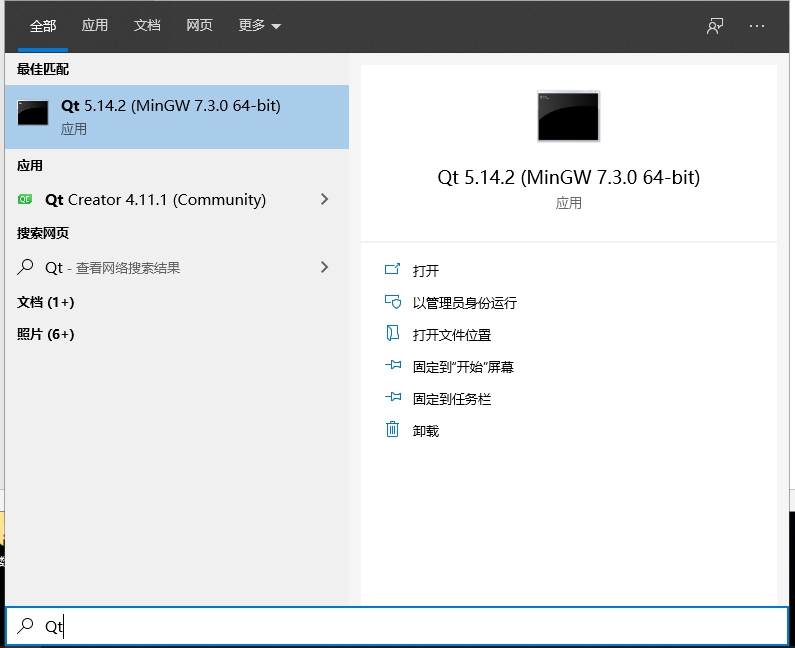 全部 应用 文档 网页 更多
最佳匹配
Qt 5.14.2 (MinGW 7.3.0 64-bit)
应用
应用
Qt Creator 4.11.1 (Community)
搜索网页
Qt - 查看网络搜索结果
文档 (1+)
照片 (6+)
Qt 5.14.2 (MinGW 7.3.0 64-bit)
应用
打开
以管理员身份运行
打开文件位置
固定到"开始"屏幕
固定到任务栏
卸载
Qt